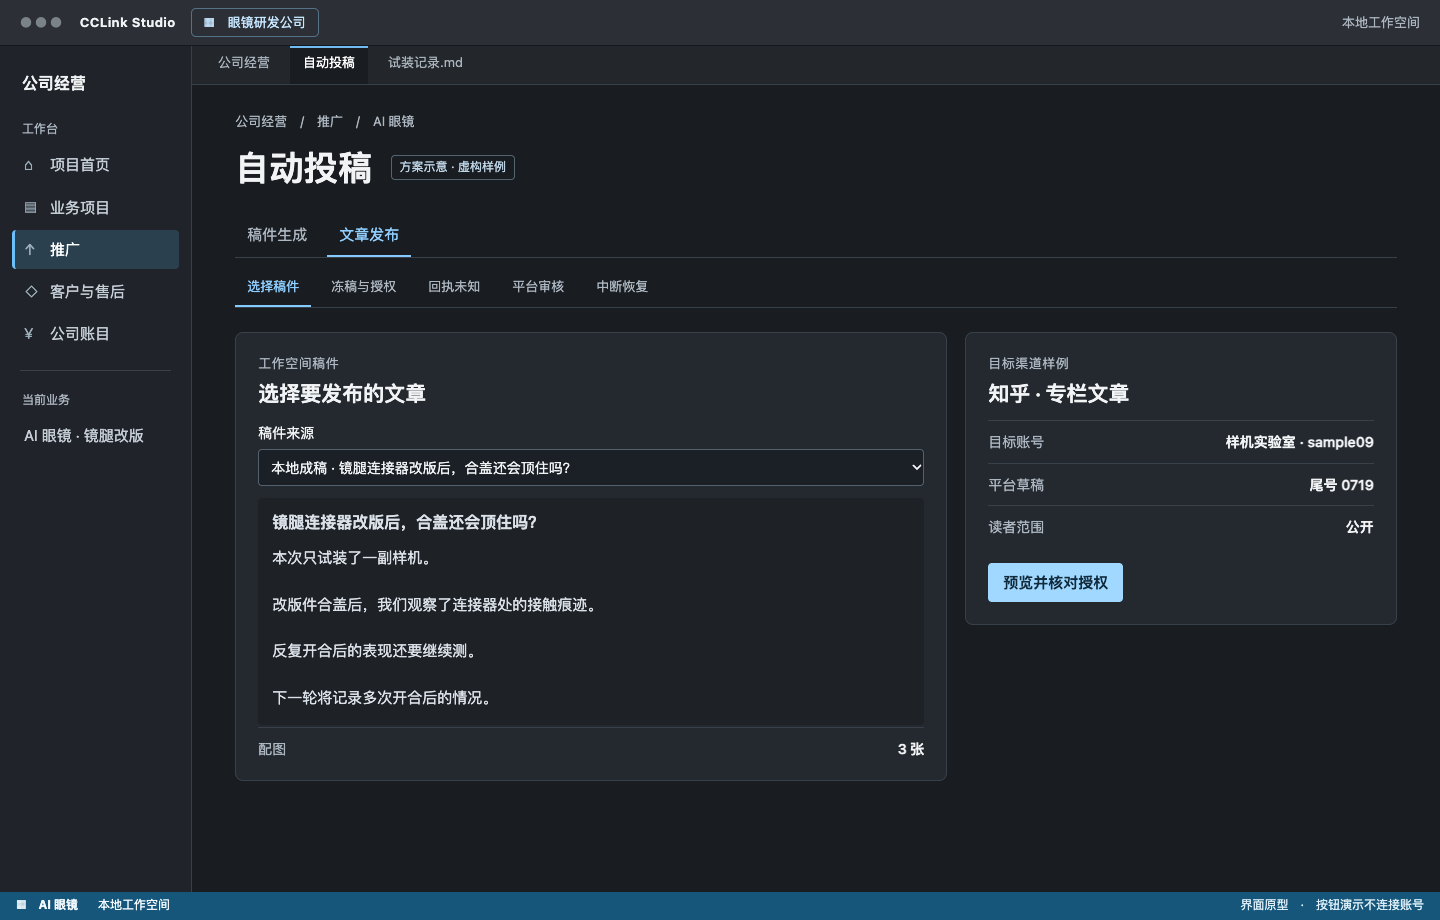 CCLink Studio
眼镜研发公司
本地工作空间
公司经营
工作台
项目首页
业务项目
推广
客户与售后
¥ 公司账目
当前业务
AI 眼镜 · 镜腿改版
公司经营
自动投稿
试装记录.md
公司经营 / 推广 / AI 眼镜
自动投稿
方案示意 · 虚构样例
稿件生成
文章发布
选择稿件
冻稿与授权
回执未知
平台审核
中断恢复
工作空间稿件
选择要发布的文章
稿件来源
本地成稿 · 镜腿连接器改版后，合盖还会顶住吗？
镜腿连接器改版后，合盖还会顶住吗？
本次只试装了一副样机。
改版件合盖后，我们观察了连接器处的接触痕迹。
反复开合后的表现还要继续测。
下一轮将记录多次开合后的情况。
配图 3 张
目标渠道样例
知乎 · 专栏文章
目标账号 样机实验室 · sample09
平台草稿 尾号 0719
读者范围 公开
预览并核对授权
AI 眼镜 本地工作空间
界面原型 · 按钮演示不连接账号